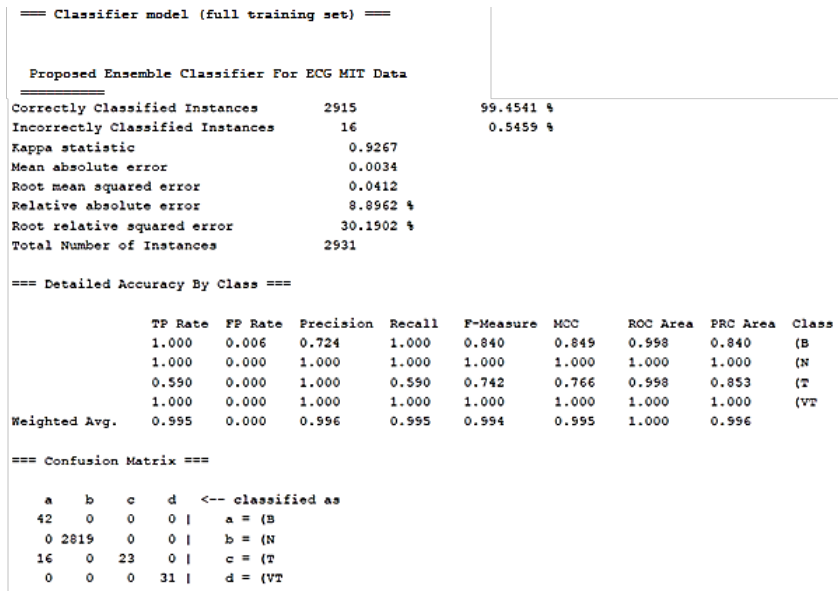 === Classifier model (full training set) ===
Proposed Ensemble Classifier For ECG MIT Data
==========
Correctly Classified Instances 2915 99.4541 %
Incorrectly Classified Instances 16 0.5459 %
Kappa statistic 0.9267
Mean absolute error 0.0034
Root mean squared error 0.0412
Relative absolute error 8.8962 %
Root relative squared error 30.1902 %
Total Number of Instances 2931
=== Detailed Accuracy By Class ===
TP Rate FP Rate Precision Recall F-Measure MCC ROC Area PRC Area Class
1.000 0.006 0.724 1.000 0.840 0.849 0.998 0.840 (B
1.000 0.000 1.000 1.000 1.000 1.000 1.000 1.000 (N
0.590 0.000 1.000 0.590 0.742 0.766 0.998 0.853 (T
1.000 0.000 1.000 1.000 1.000 1.000 1.000 1.000 (VT
Weighted Avg. 0.995 0.000 0.996 0.995 0.994 0.995 1.000 0.996
=== Confusion Matrix ===
a b c d <-- classified as
42 0 0 0 | a = (B
0 2819 0 0 | b = (N
16 0 23 0 | c = (T
0 0 0 31 | d = (VT